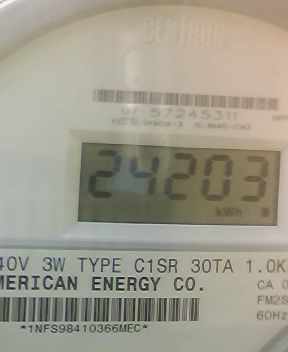 CENTRON
57245311
24203
kWh
40V 3W TYPE C1SR 30TA 1.0K
MERICAN ENERGY CO.
CA 0
FM2S
60Hz
*1NFS98410366MEC*